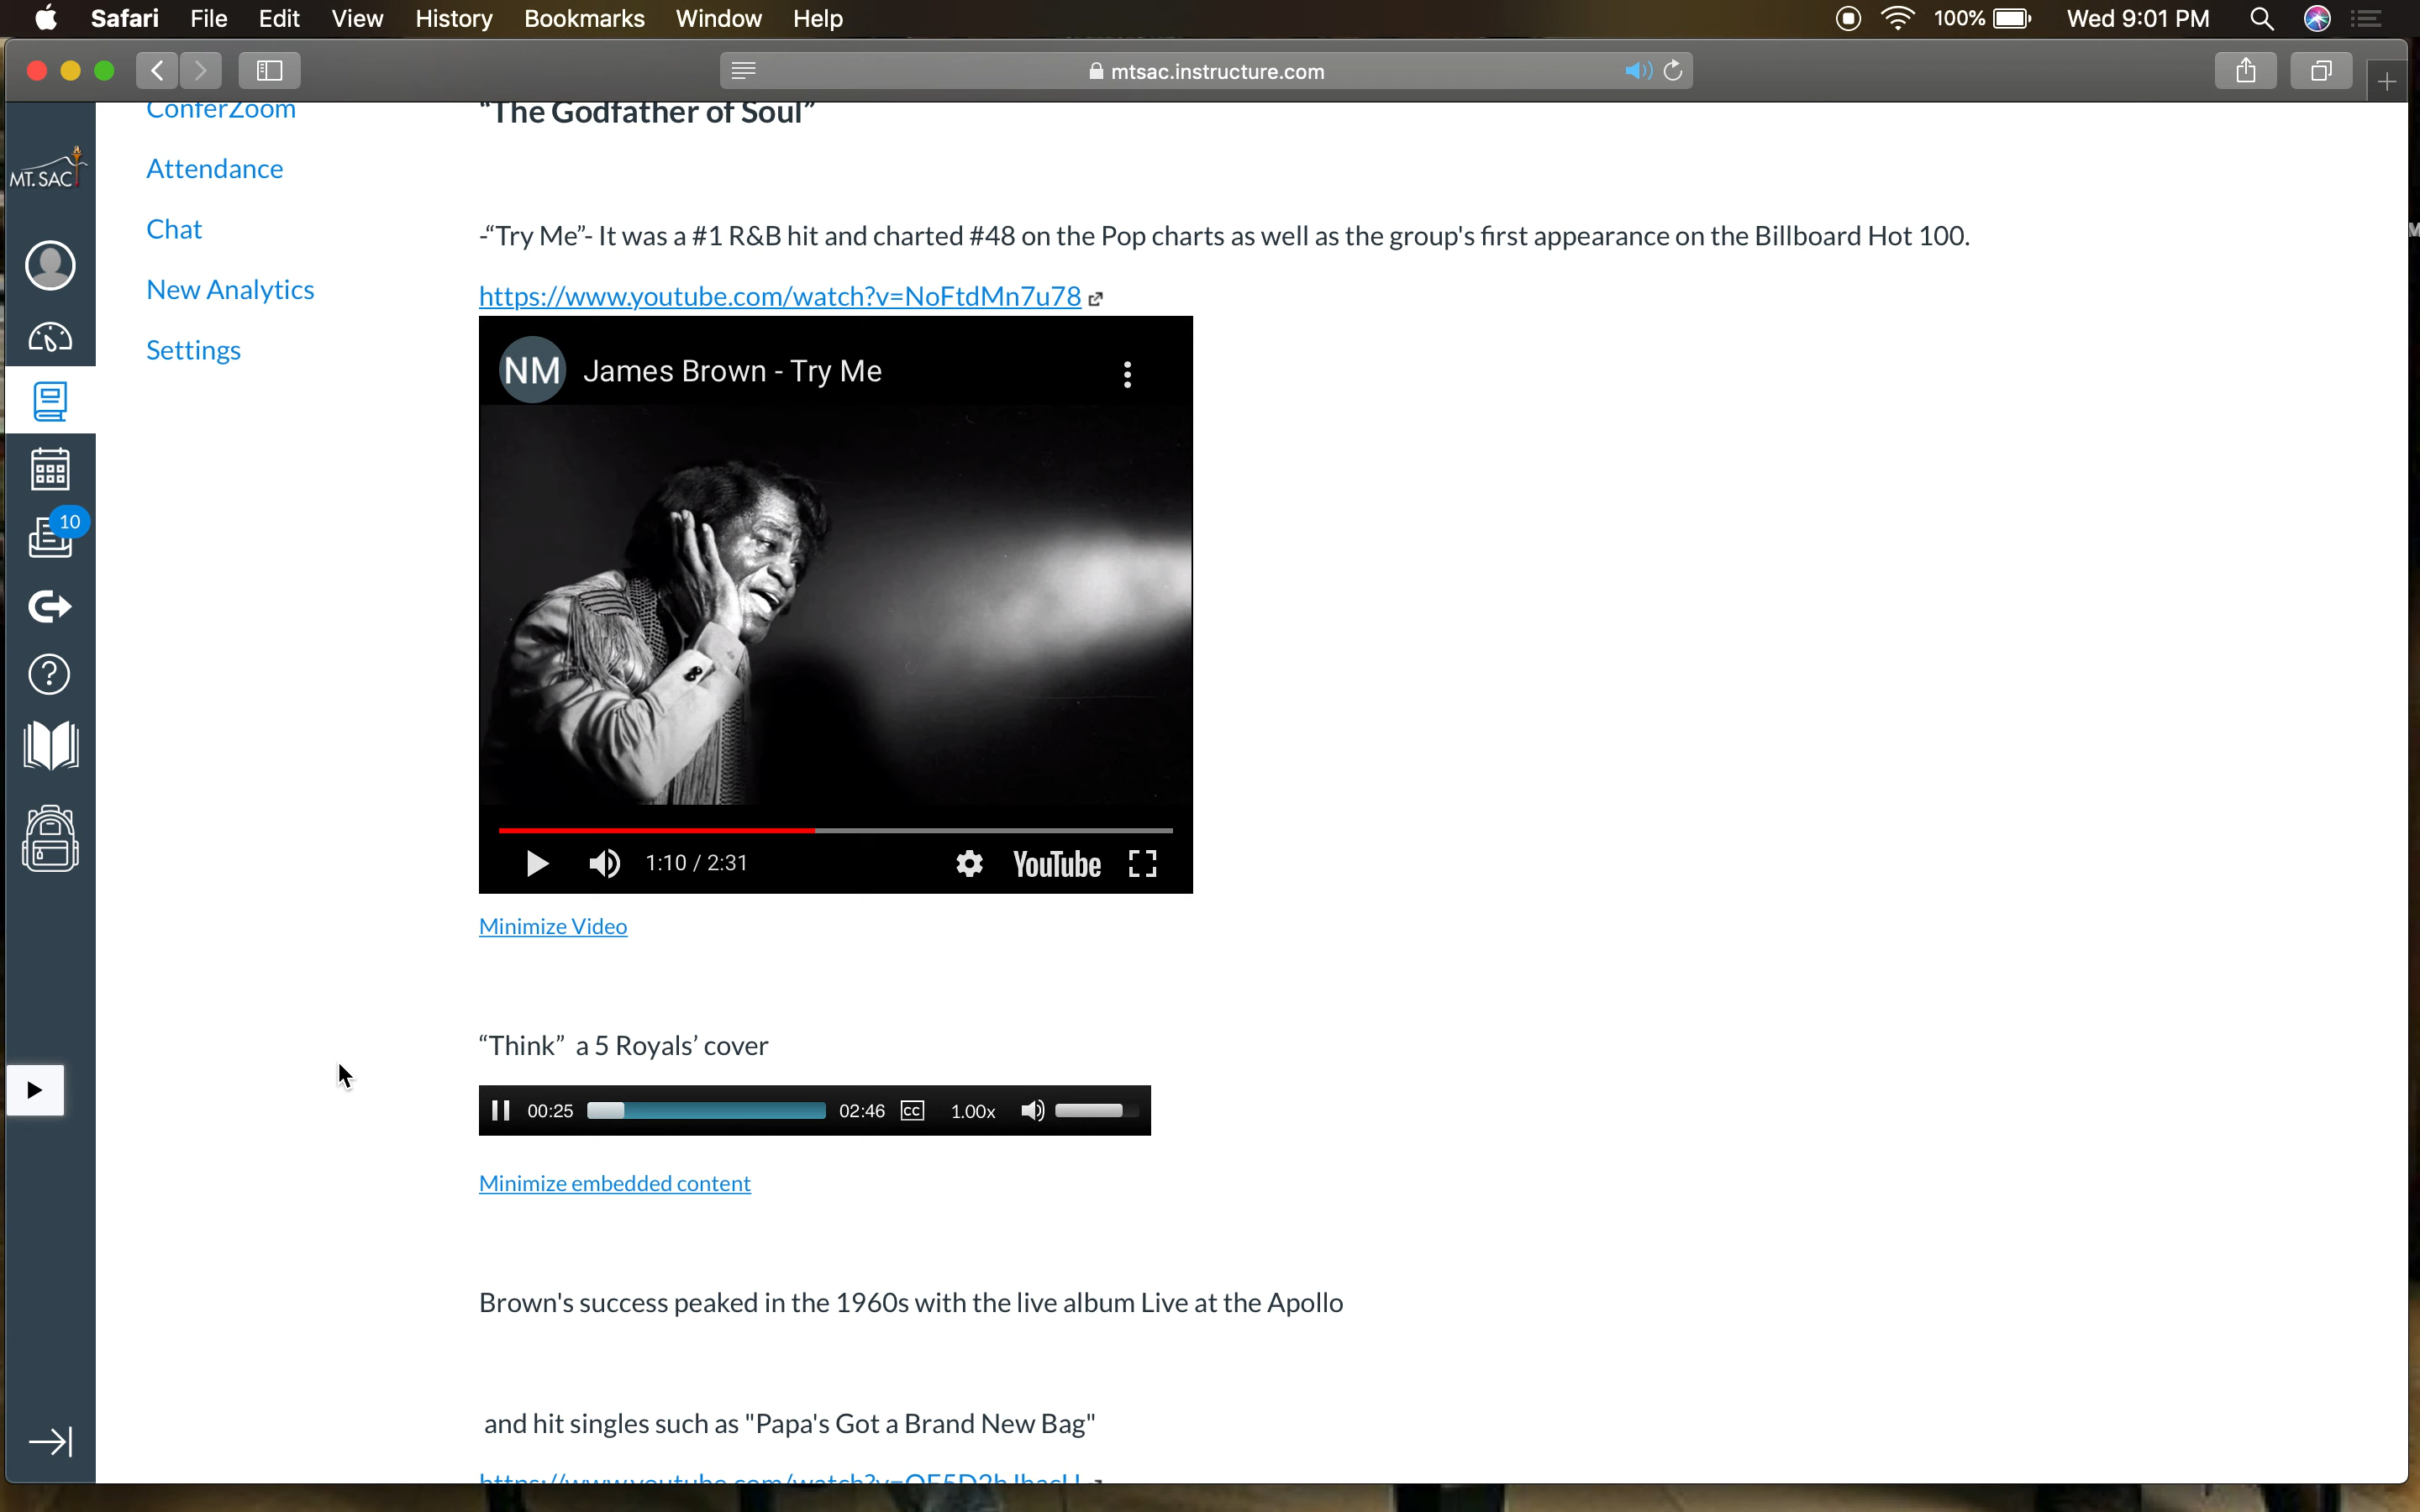 Safari File Edit View History Bookmarks Window Help 100% Wed 9:01 PM
mtsac.instructure.com
ConferZoom
"The Godfather of Soul"
MT. SAC
Attendance
Chat
-“Try Me”- It was a #1 R&B hit and charted #48 on the Pop charts as well as the group's first appearance on the Billboard Hot 100.
New Analytics
https://www.youtube.com/watch?v=NoFtdMn7u78
Settings
NM James Brown - Try Me
10
1:10 / 2:31 YouTube
Minimize Video
“Think” a 5 Royals’ cover
00:25 02:46 CC 1.00x
Minimize embedded content
Brown's success peaked in the 1960s with the live album Live at the Apollo
and hit singles such as "Papa's Got a Brand New Bag"